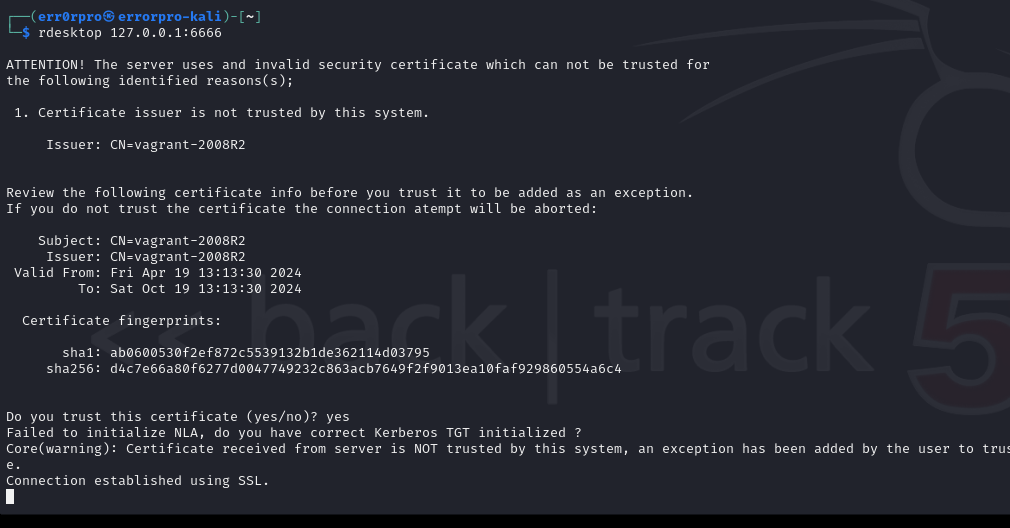 ┌──(err0rpro㉿errorpro-kali)-[~]
└─$ rdesktop 127.0.0.1:6666
ATTENTION! The server uses and invalid security certificate which can not be trusted for
the following identified reasons(s);
1. Certificate issuer is not trusted by this system.
Issuer: CN=vagrant-2008R2
Review the following certificate info before you trust it to be added as an exception.
If you do not trust the certificate the connection atempt will be aborted:
Subject: CN=vagrant-2008R2
Issuer: CN=vagrant-2008R2
Valid From: Fri Apr 19 13:13:30 2024
To: Sat Oct 19 13:13:30 2024
<< back | track 5
Certificate fingerprints:
sha1: ab0600530f2ef872c5539132b1de362114d03795
sha256: d4c7e66a80f6277d0047749232c863acb7649f2f9013ea10faf929860554a6c4
Do you trust this certificate (yes/no)? yes
Failed to initialize NLA, do you have correct Kerberos TGT initialized ?
Core(warning): Certificate received from server is NOT trusted by this system, an exception has been added by the user to trus
e.
Connection established using SSL.